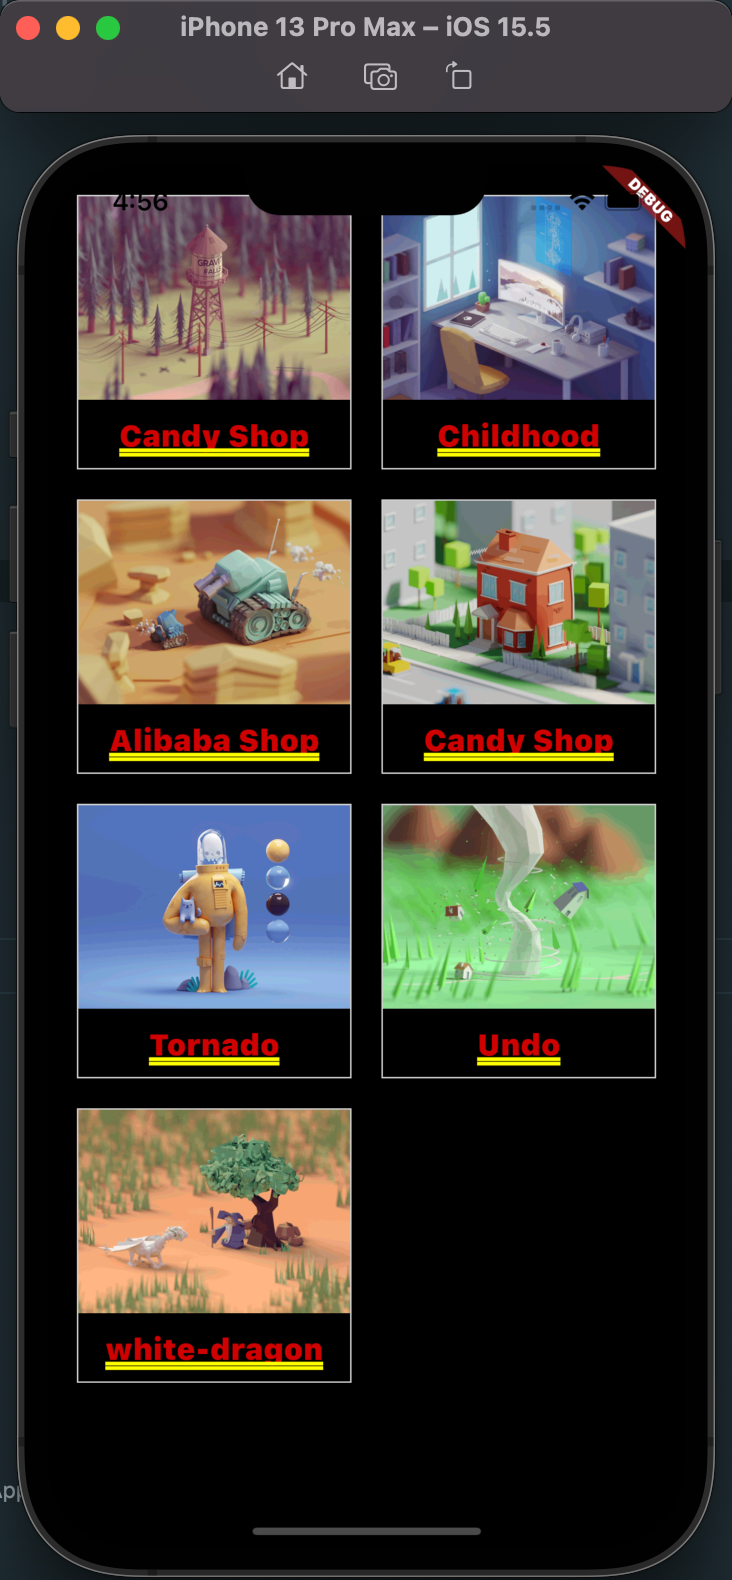 iPhone 13 Pro Max – iOS 15.5
4:56
DEBUG
GRAVITY
FALLS
Candy Shop
Childhood
Alibaba Shop
Candy Shop
Tornado
Undo
white-dragon